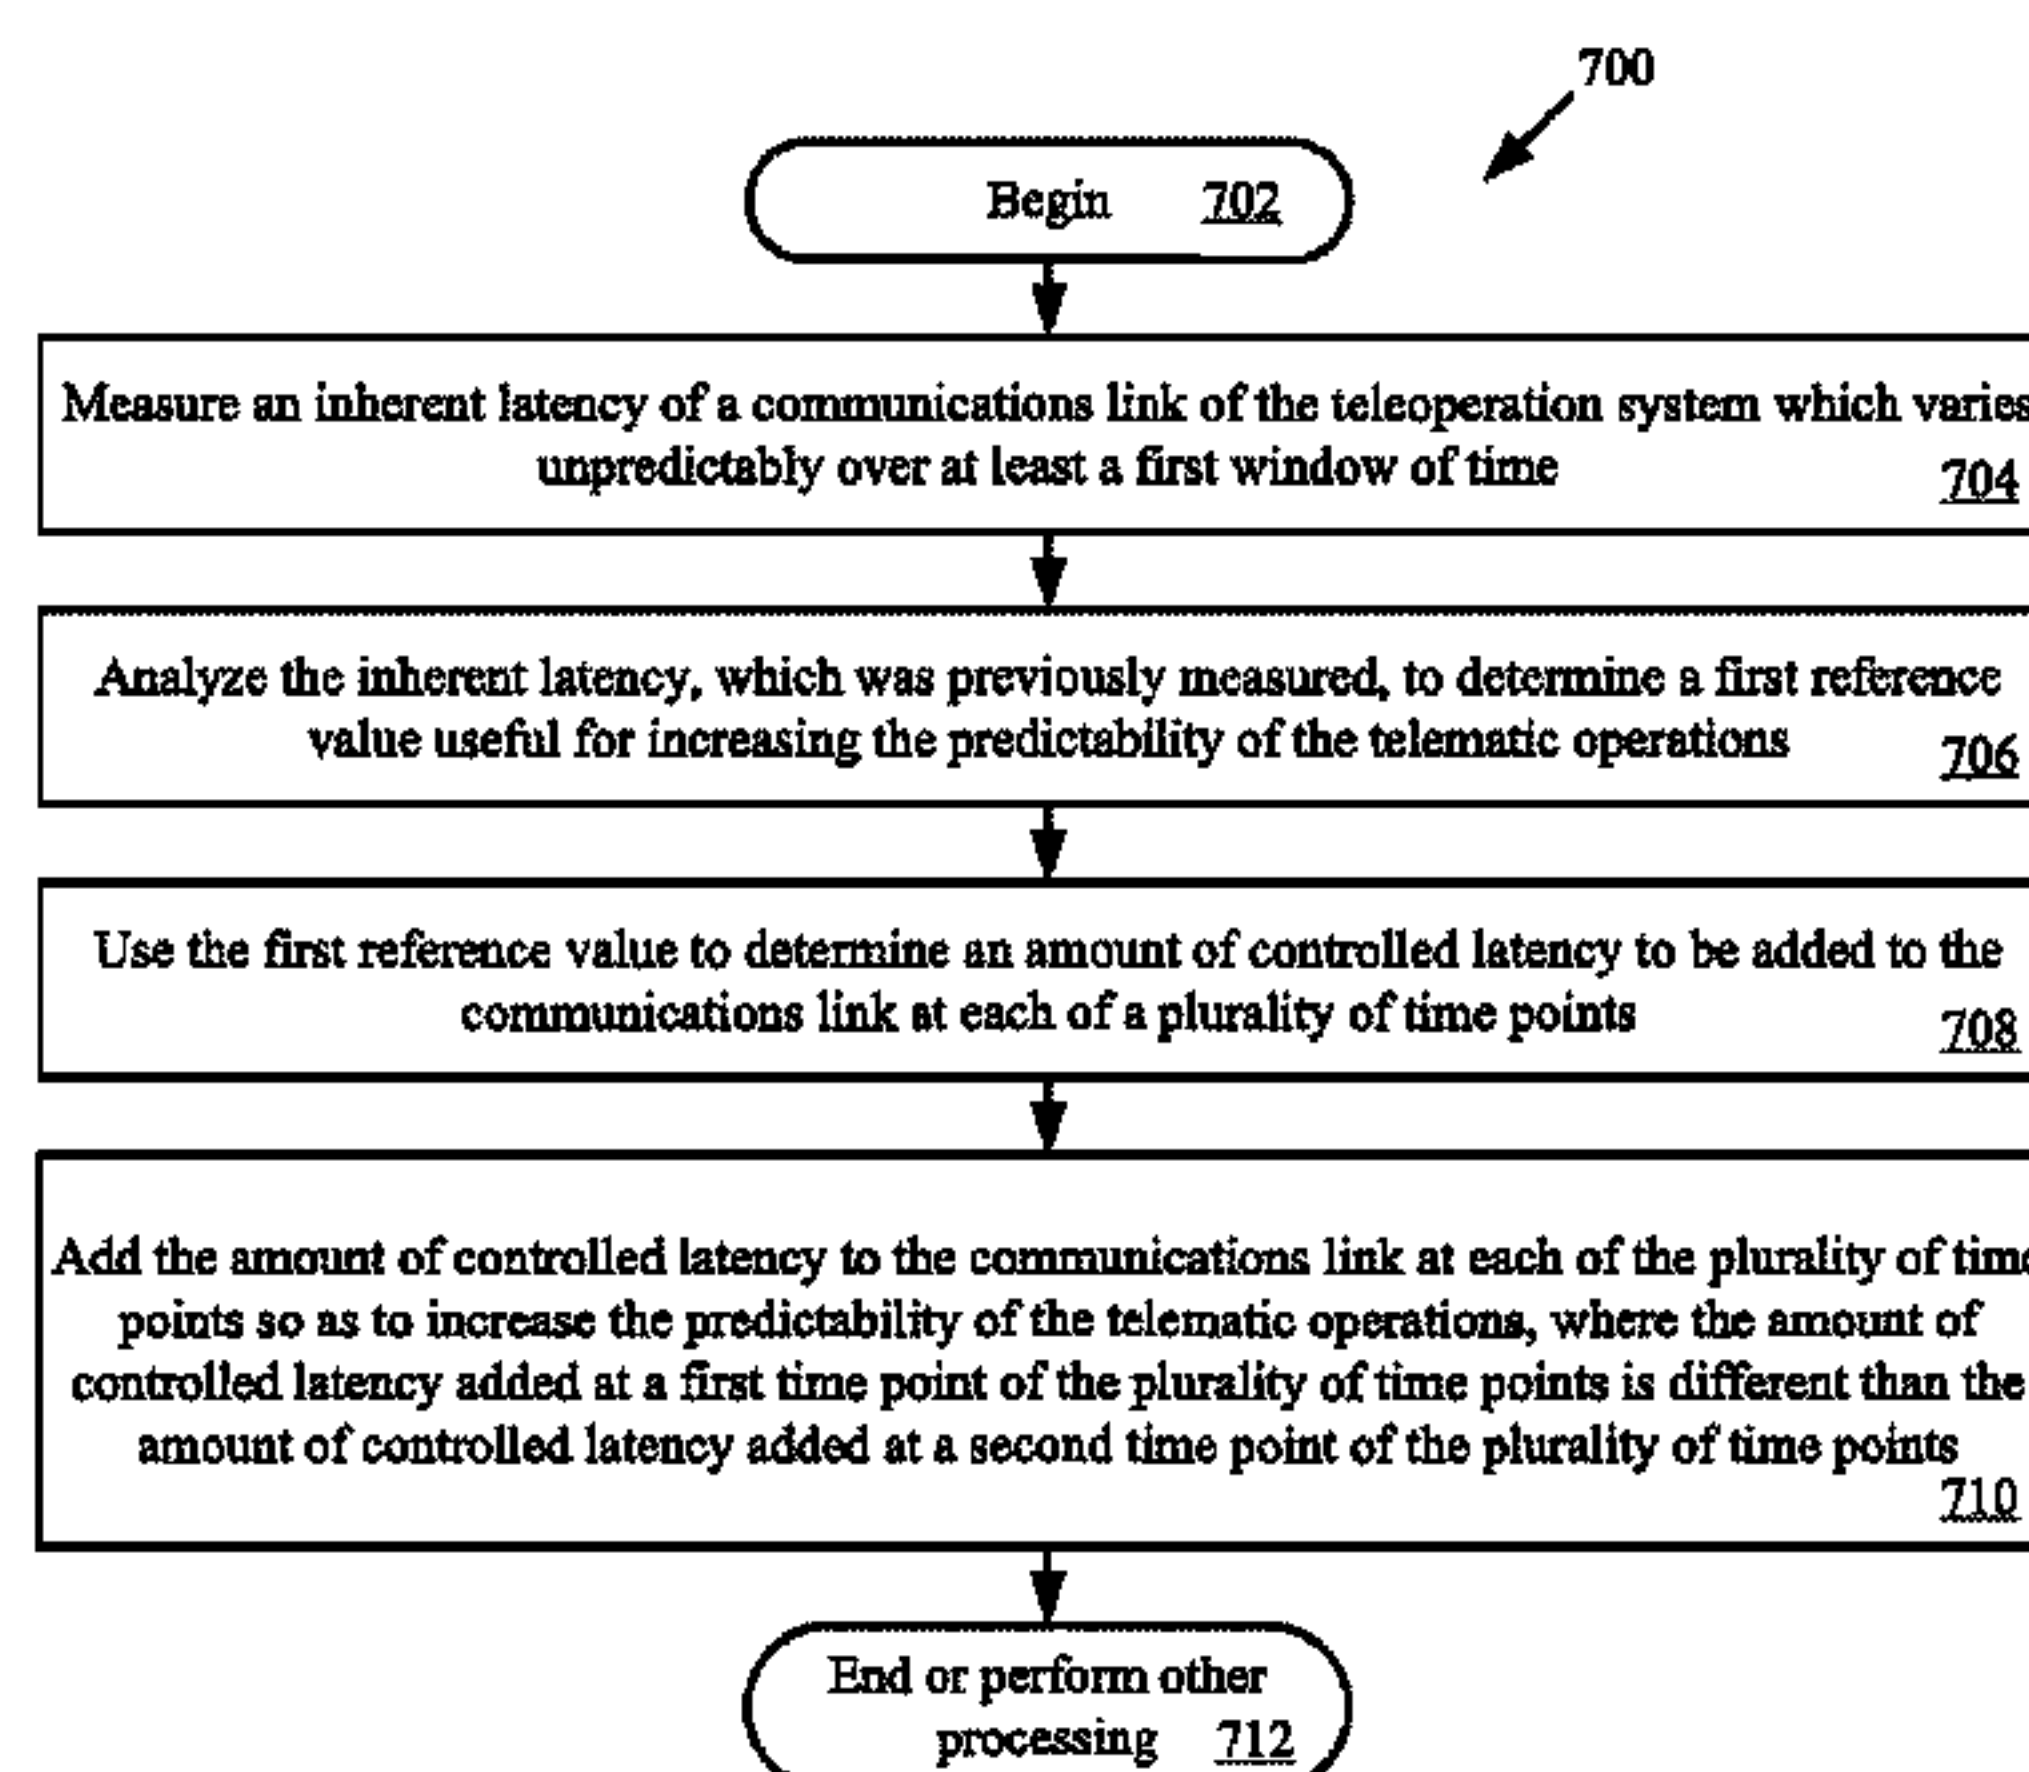 700
Begin 702
Measure an inherent latency of a communications link of the teleoperation system which varies
unpredictably over at least a first window of time
704
Analyze the inherent latency, which was previously measured, to determine a first reference
value useful for increasing the predictability of the telematic operations
706
Use the first reference value to determine an amount of controlled latency to be added to the
communications link at each of a plurality of time points
708
Add the amount of controlled latency to the communications link at each of the plurality of time
points so as to increase the predictability of the telematic operations, where the amount of
controlled latency added at a first time point of the plurality of time points is different than the
amount of controlled latency added at a second time point of the plurality of time points
710
End or perform other
processing 712